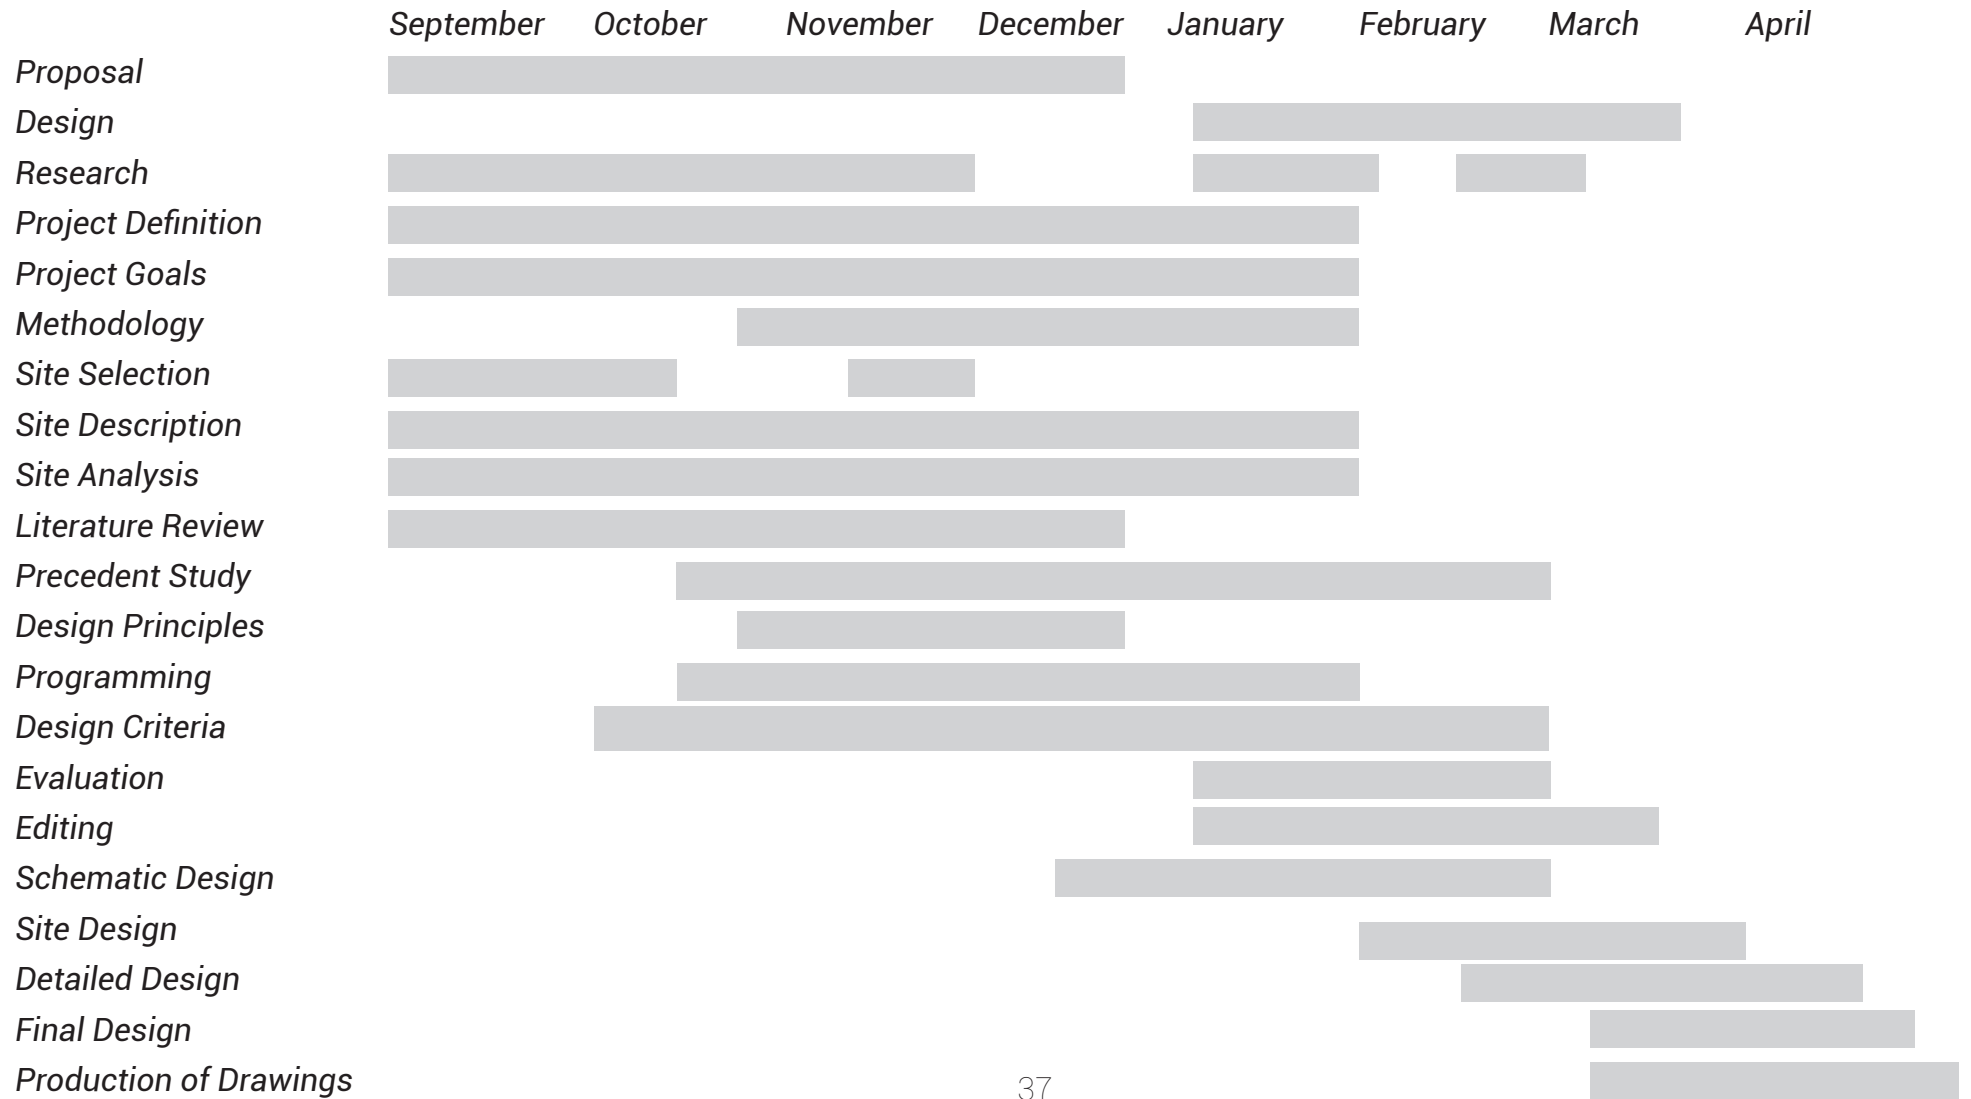 September October November December January February March April
Proposal
Design
Research
Project Definition
Project Goals
Methodology
Site Selection
Site Description
Site Analysis
Literature Review
Precedent Study
Design Principles
Programming
Design Criteria
Evaluation
Editing
Schematic Design
Site Design
Detailed Design
Final Design
Production of Drawings
37